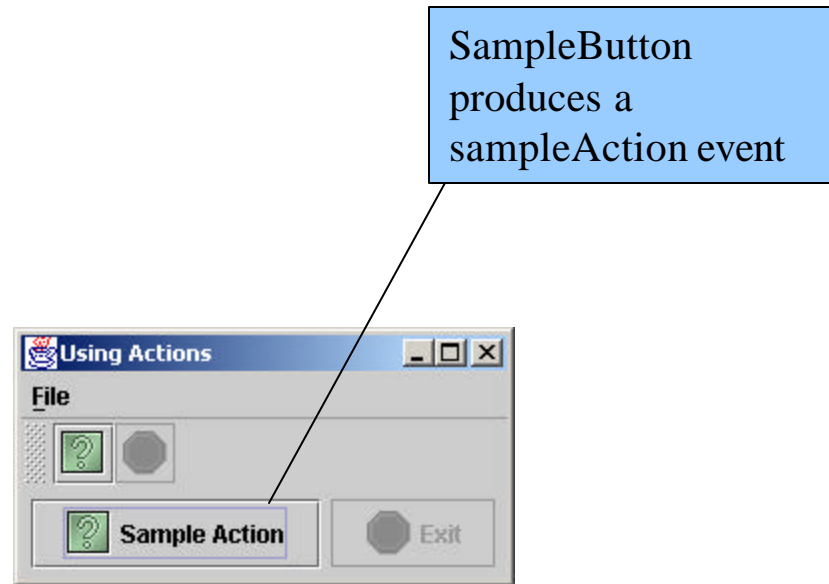 SampleButton
produces a
sampleAction event
Using Actions
File
Sample Action
Exit